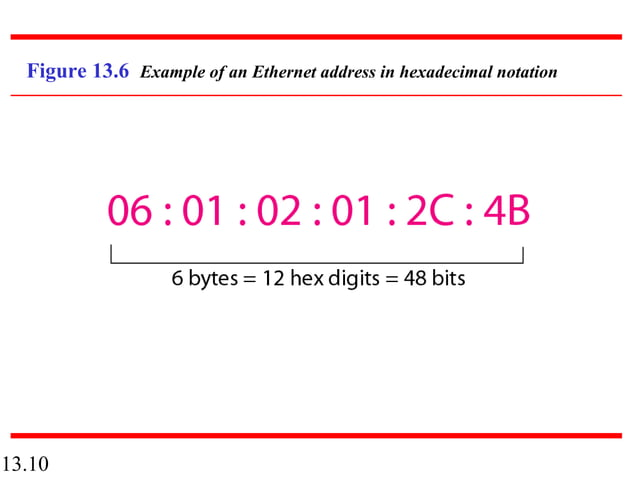 Figure 13.6 Example of an Ethernet address in hexadecimal notation
06 : 01 : 02 : 01 : 2C : 4B
6 bytes = 12 hex digits = 48 bits
13.10